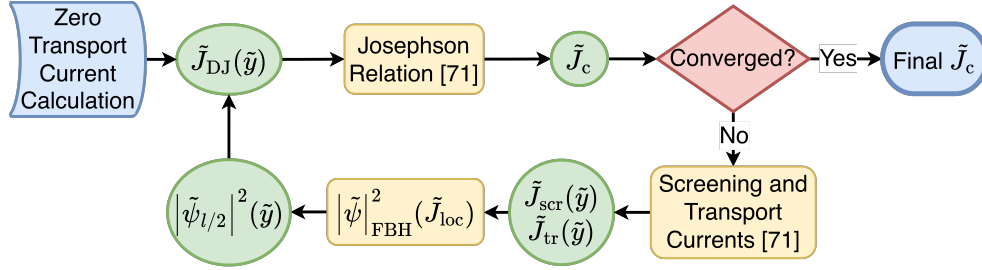 Zero
Transport
Current
Calculation
J̃_DJ(ỹ)
Josephson
Relation [71]
J̃_c
Converged?
Yes
Final J̃_c
No
Screening and
Transport
Currents [71]
J̃_scr(ỹ)
J̃_tr(ỹ)
|ψ̃|²_FBH(J̃_loc)
|ψ̃_{l/2}|²(ỹ)